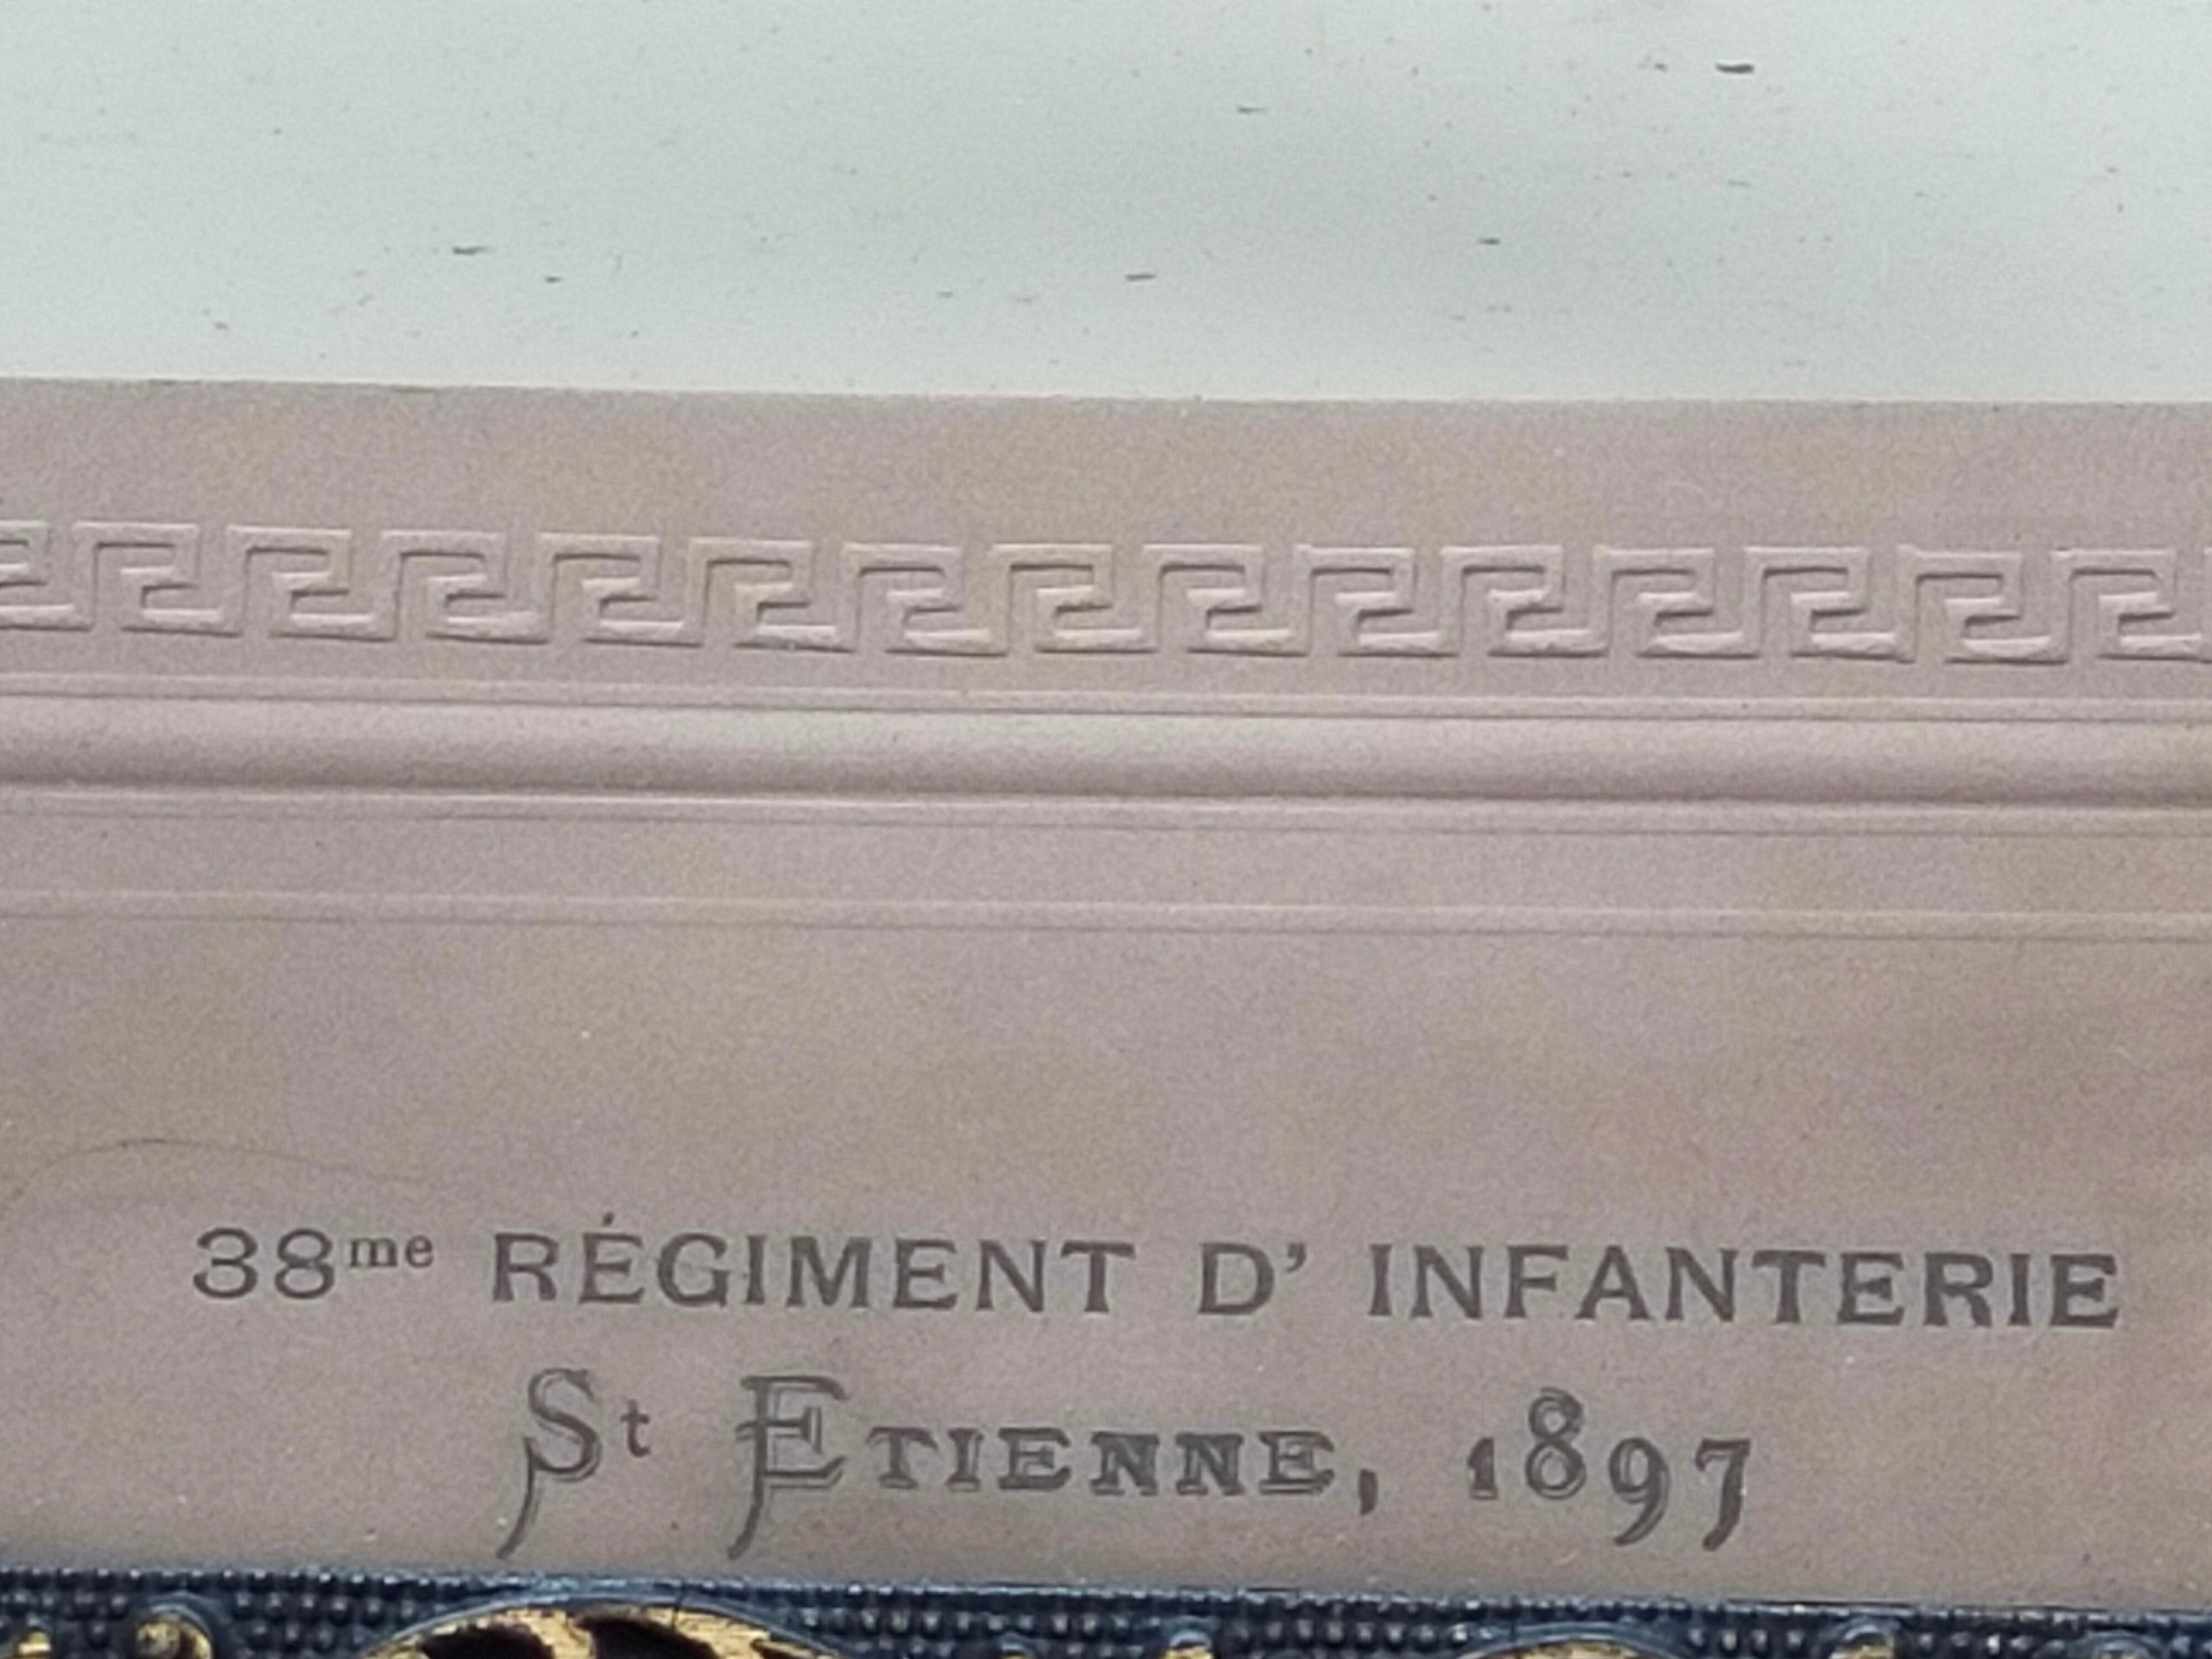 38me RÉGIMENT D' INFANTERIE
St ETIENNE, 1897